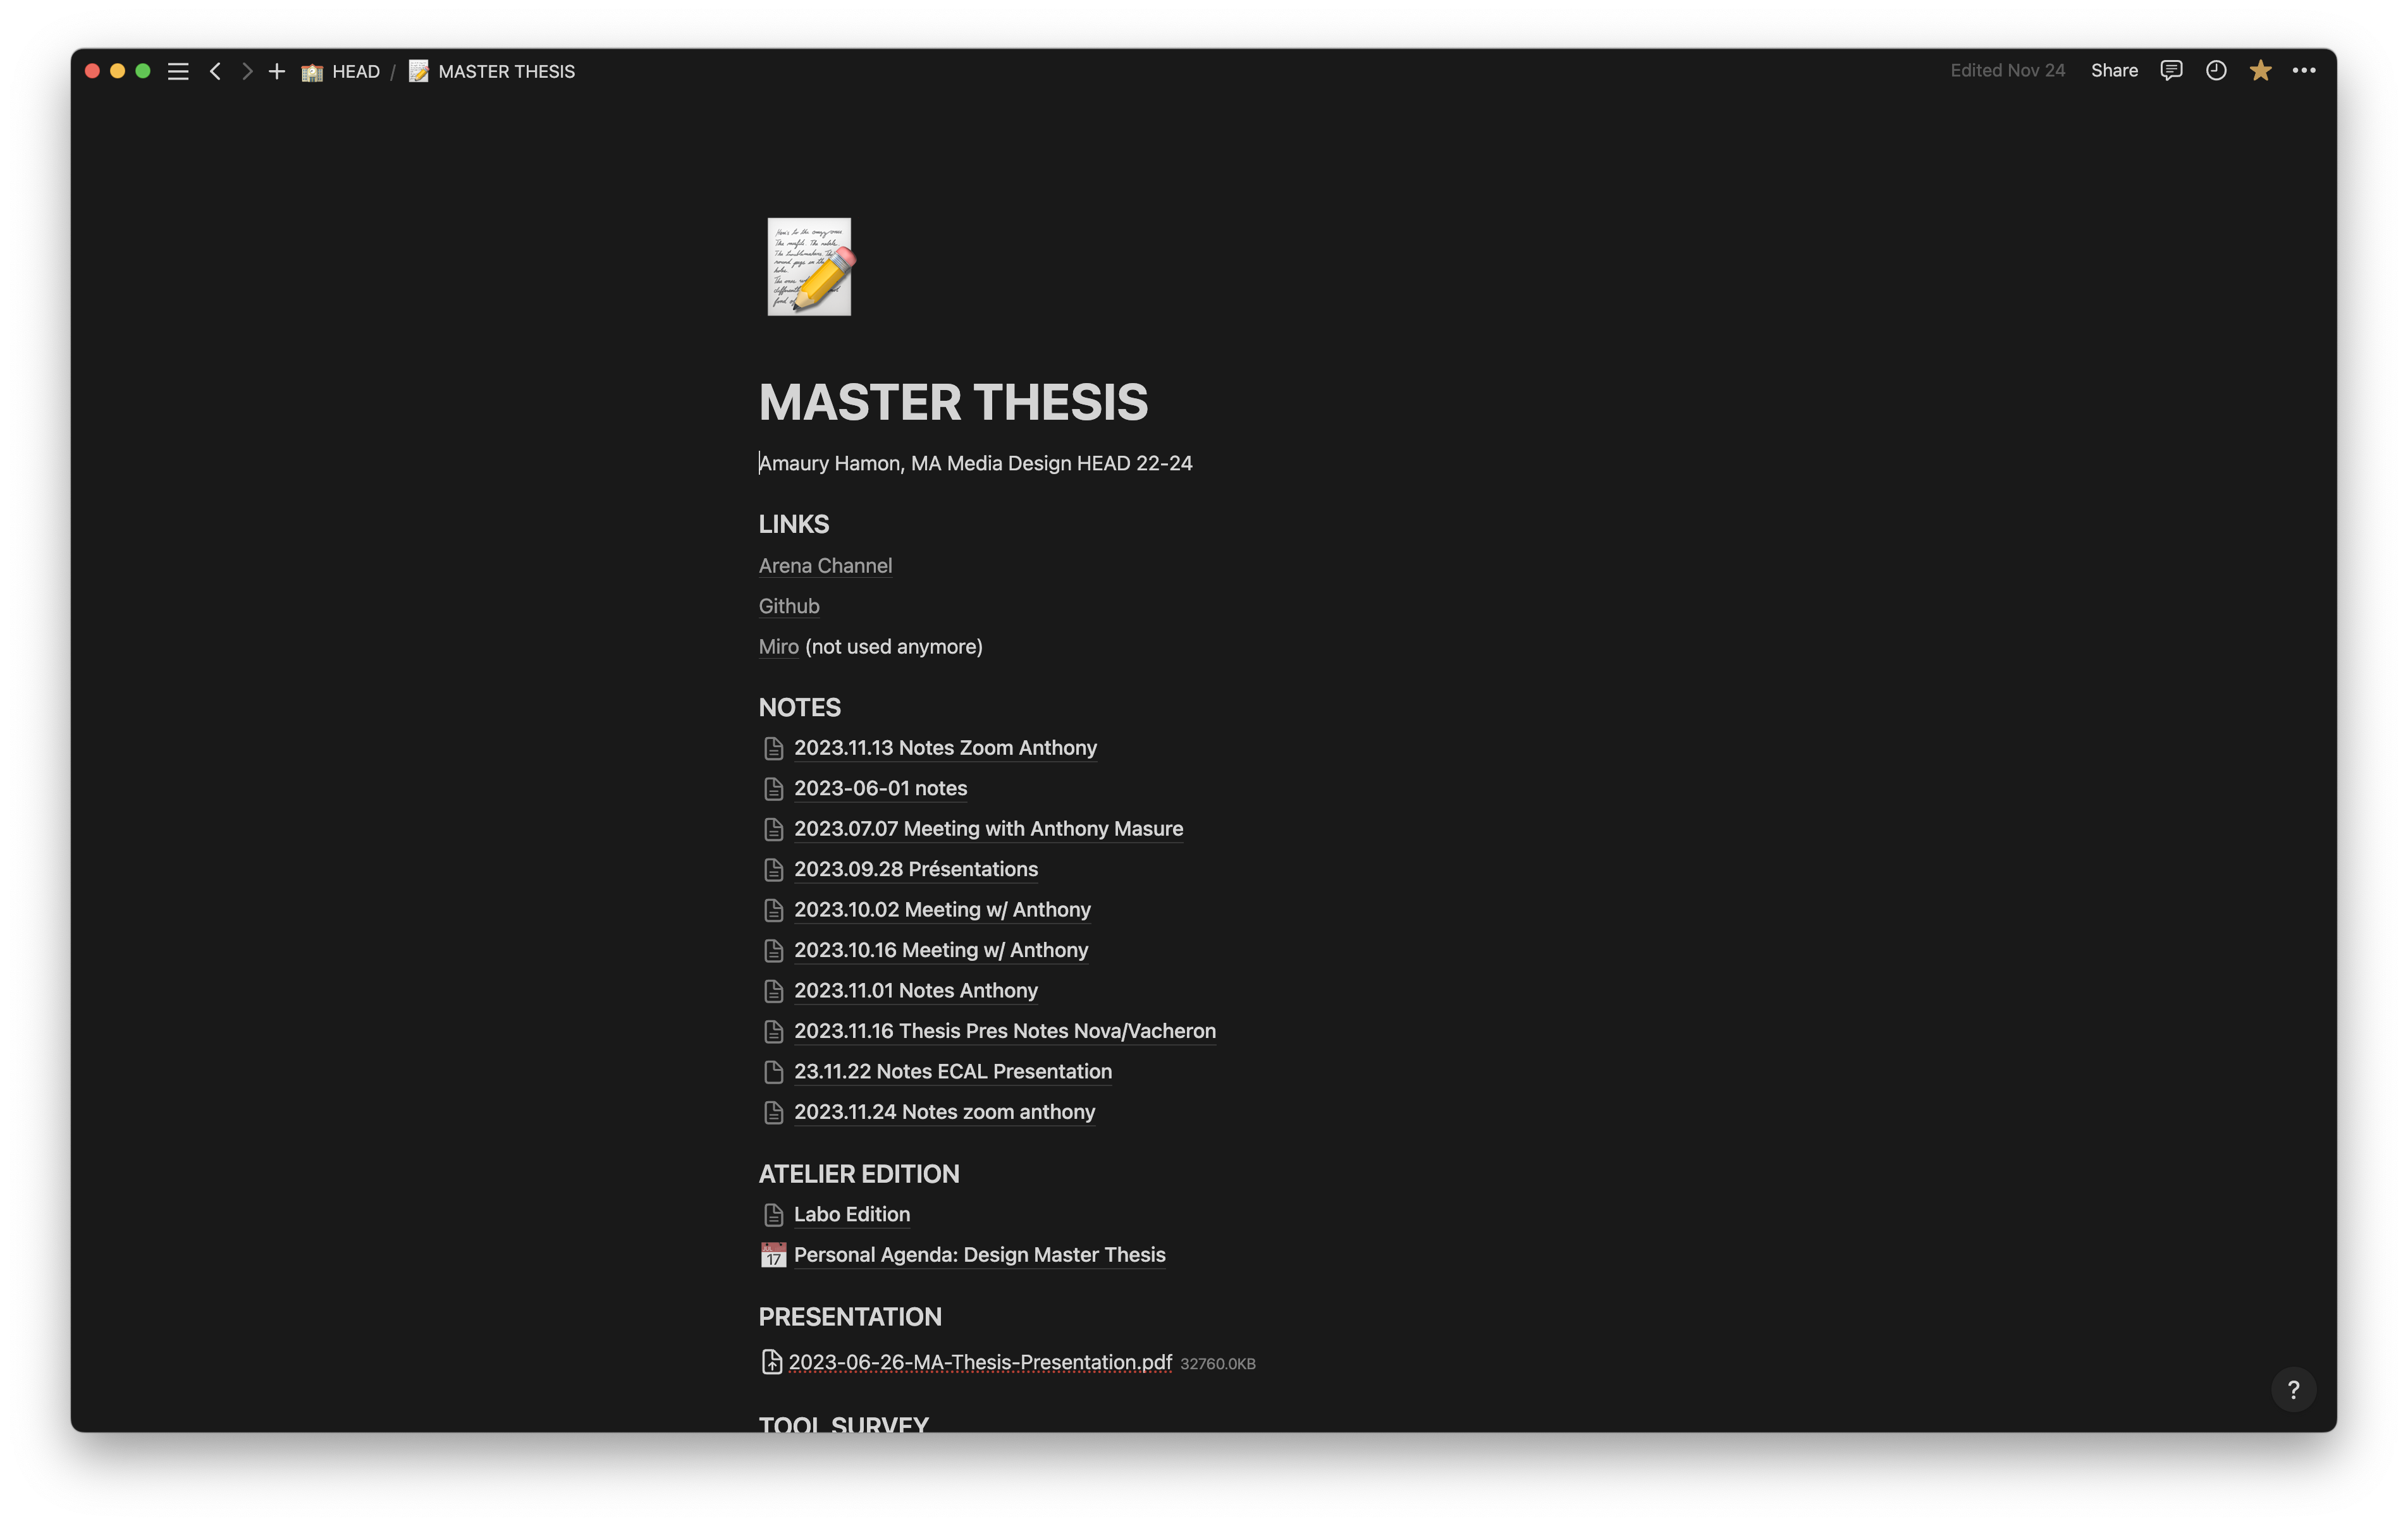 HEAD / MASTER THESIS
Edited Nov 24 Share
MASTER THESIS
Amaury Hamon, MA Media Design HEAD 22-24
LINKS
Arena Channel
Github
Miro (not used anymore)
NOTES
2023.11.13 Notes Zoom Anthony
2023-06-01 notes
2023.07.07 Meeting with Anthony Masure
2023.09.28 Présentations
2023.10.02 Meeting w/ Anthony
2023.10.16 Meeting w/ Anthony
2023.11.01 Notes Anthony
2023.11.16 Thesis Pres Notes Nova/Vacheron
23.11.22 Notes ECAL Presentation
2023.11.24 Notes zoom anthony
ATELIER EDITION
Labo Edition
17 Personal Agenda: Design Master Thesis
PRESENTATION
2023-06-26-MA-Thesis-Presentation.pdf 32760.0KB
?
TOOL SURVEY